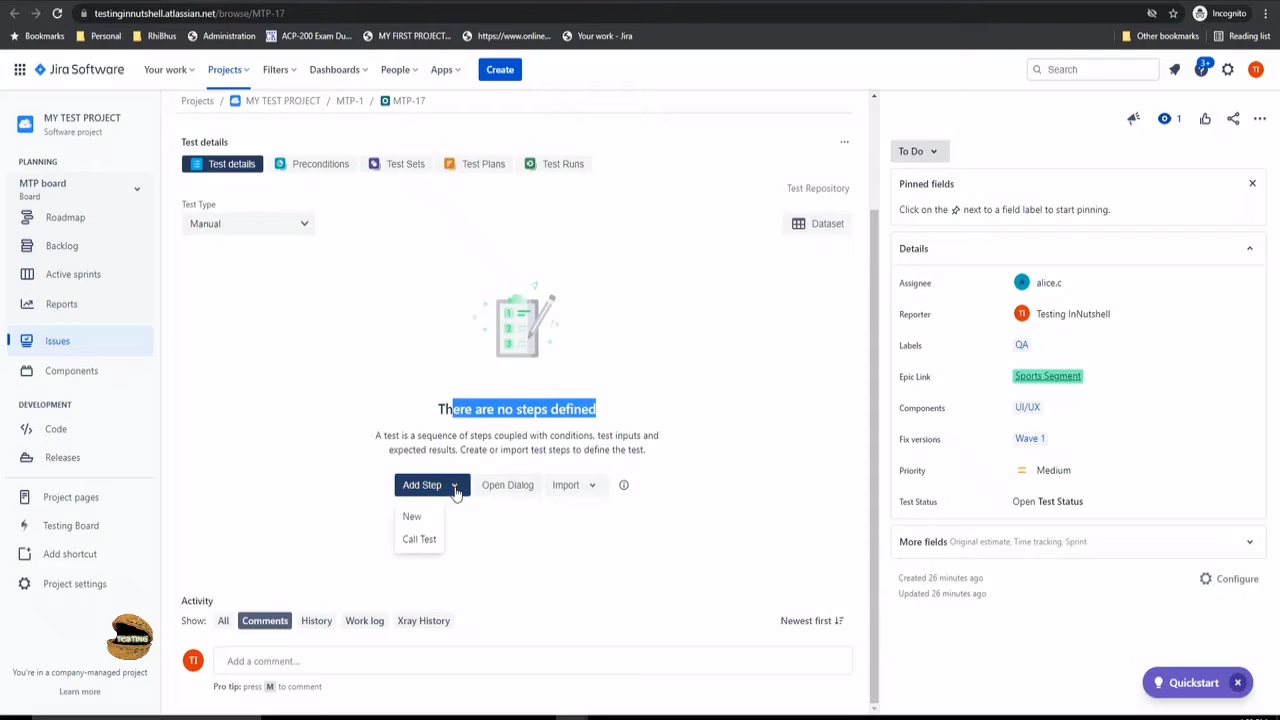 testinginnutshell.atlassian.net/browse/MTP-17
Incognito
Bookmarks Personal RhiBhus Administration ACP-200 Exam Du... MY FIRST PROJECT... https://www.online... Your work - Jira Other bookmarks Reading list
Jira Software Your work Projects Filters Dashboards People Apps Create Search 3+ TI
MY TEST PROJECT
Software project
PLANNING
MTP board
Board
Roadmap
Backlog
Active sprints
Reports
Issues
Components
DEVELOPMENT
Code
Releases
Project pages
Testing Board
Add shortcut
Project settings
TESTING
You're in a company-managed project
Learn more
Projects / MY TEST PROJECT / MTP-1 / MTP-17
Test details
Test details Preconditions Test Sets Test Plans Test Runs
Test Repository
Test Type
Manual
Dataset
1
2
3
There are no steps defined
A test is a sequence of steps coupled with conditions, test inputs and
expected results. Create or import test steps to define the test.
Add Step Open Dialog Import
New
Call Test
Activity
Show: All Comments History Work log Xray History Newest first
TI Add a comment...
Pro tip: press M to comment
1
To Do
Pinned fields
Click on the next to a field label to start pinning.
Details
Assignee alice.c
Reporter TI Testing InNutshell
Labels QA
Epic Link Sports Segment
Components UI/UX
Fix versions Wave 1
Priority Medium
Test Status Open Test Status
More fields Original estimate, Time tracking, Sprint
Created 26 minutes ago
Updated 26 minutes ago
Configure
Quickstart